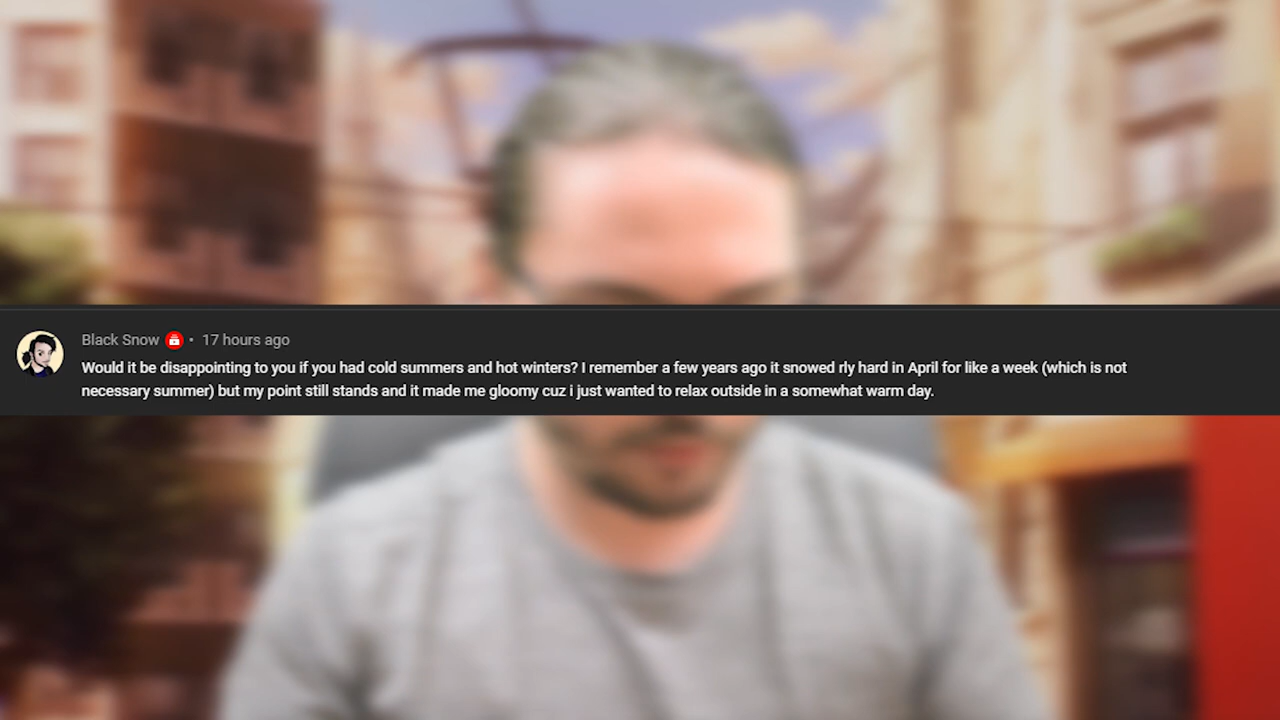 Black Snow • 17 hours ago
Would it be disappointing to you if you had cold summers and hot winters? I remember a few years ago it snowed rly hard in April for like a week (which is not
necessary summer) but my point still stands and it made me gloomy cuz i just wanted to relax outside in a somewhat warm day.